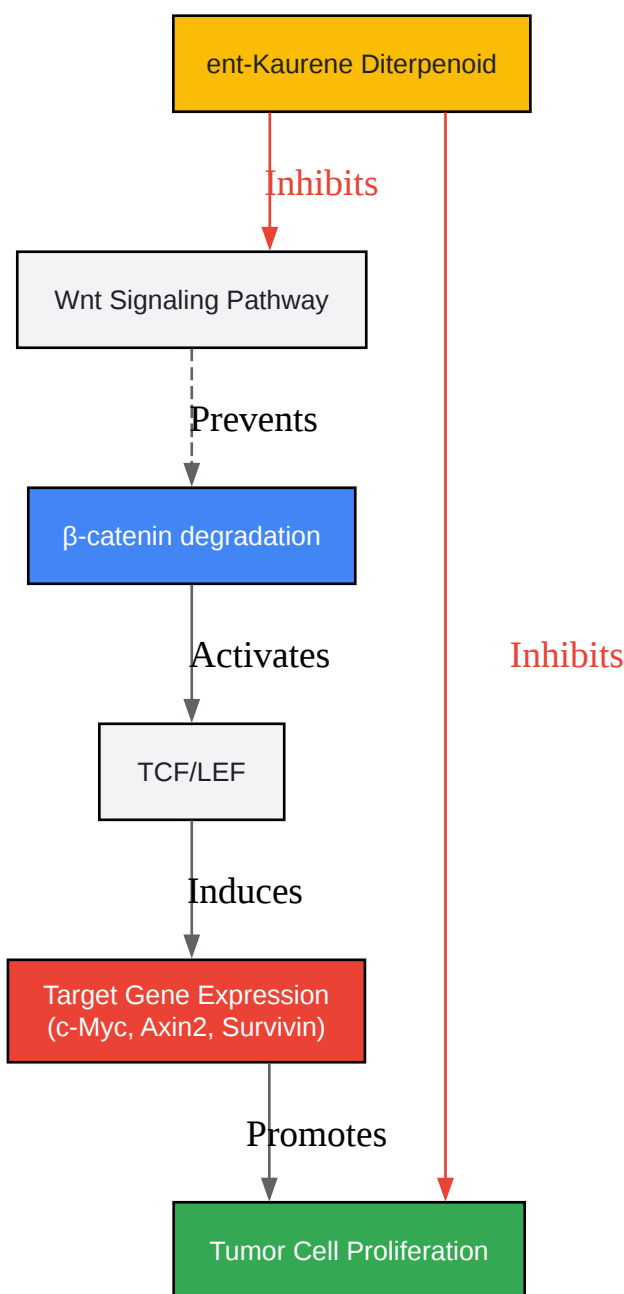 ent-Kaurene Diterpenoid
Inhibits
Wnt Signaling Pathway
Prevents
β-catenin degradation
Activates
Inhibits
TCF/LEF
Induces
Target Gene Expression
(c-Myc, Axin2, Survivin)
Promotes
Tumor Cell Proliferation